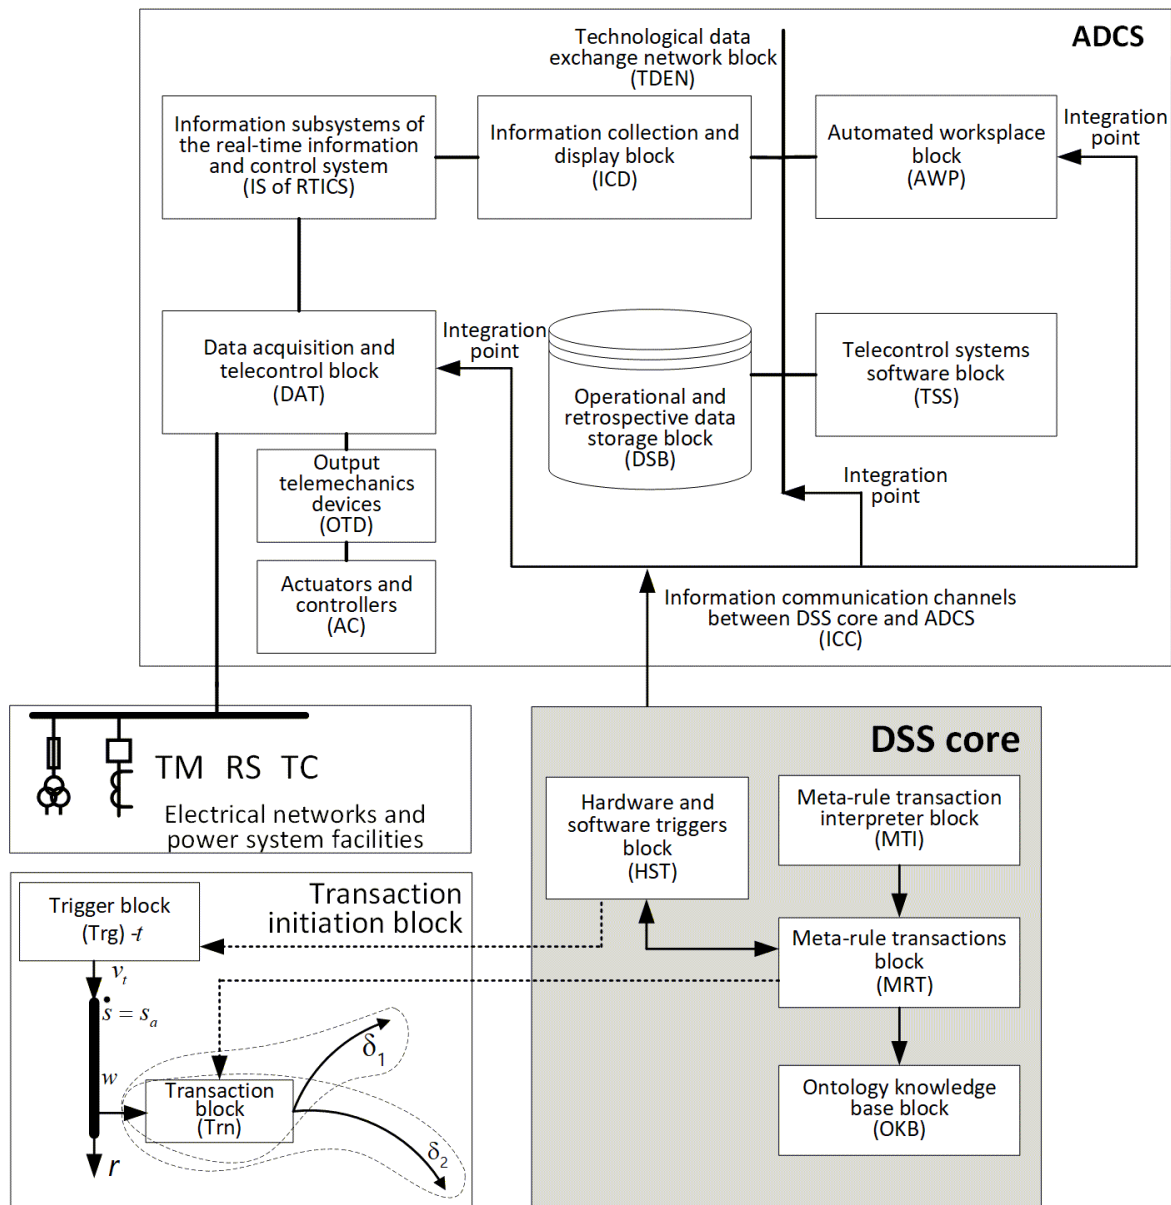 ADCS
Technological data
exchange network block
(TDEN)
Information subsystems of
the real-time information
and control system
(IS of RTICS)
Information collection and
display block
(ICD)
Automated worksplace
block
(AWP)
Integration
point
Data acquisition and
telecontrol block
(DAT)
Integration
point
Operational and
retrospective data
storage block
(DSB)
Telecontrol systems
software block
(TSS)
Integration
point
Output
telemechanics
devices
(OTD)
Actuators and
controllers
(AC)
Information communication channels
between DSS core and ADCS
(ICC)
TM RS TC
Electrical networks and
power system facilities
DSS core
Hardware and
software triggers
block
(HST)
Meta-rule transaction
interpreter block
(MTI)
Meta-rule transactions
block
(MRT)
Ontology knowledge
base block
(OKB)
Transaction
initiation block
Trigger block
(Trg) -t
v_t
ṡ = s_a
w
Transaction
block
(Trn)
δ_1
δ_2
r